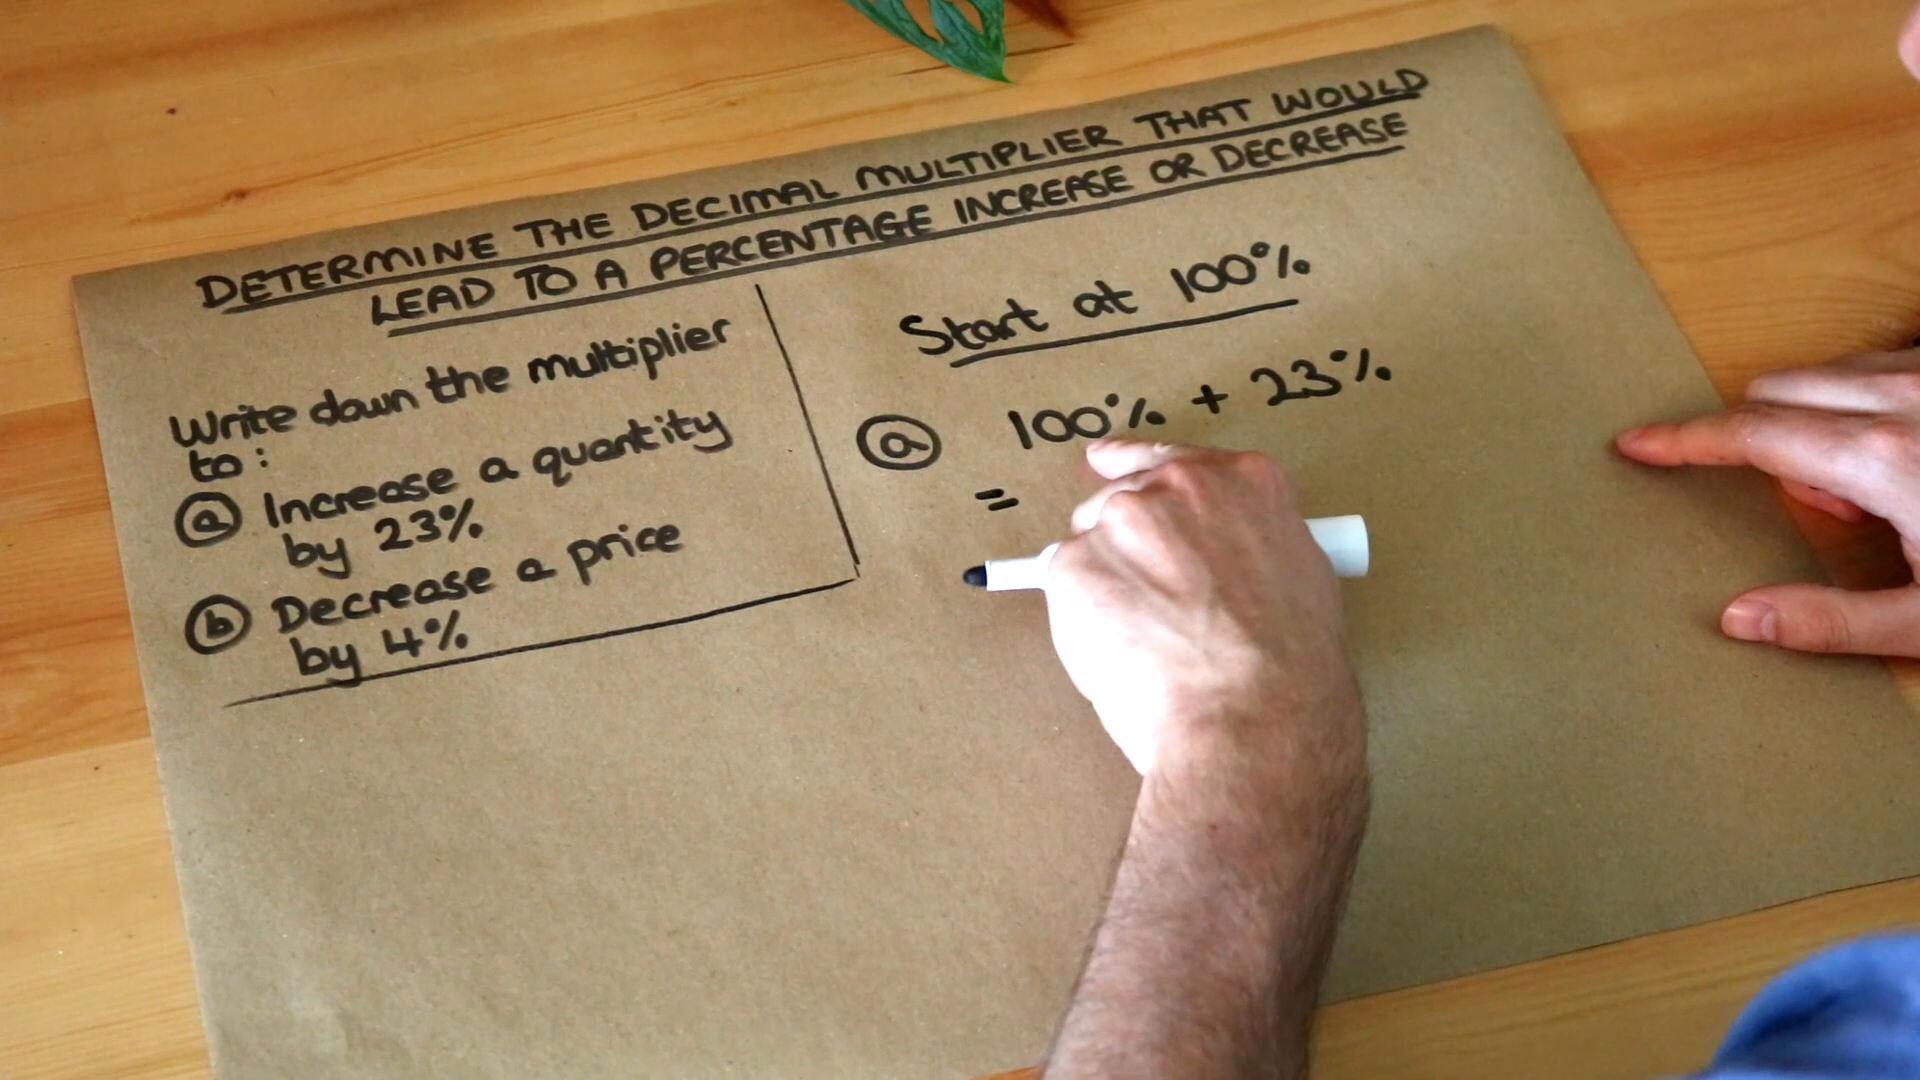 DETERMINE THE DECIMAL MULTIPLIER THAT WOULD
LEAD TO A PERCENTAGE INCREASE OR DECREASE
Write down the multiplier
to:
(a) Increase a quantity
by 23%
(b) Decrease a price
by 4%
Start at 100%
(a) 100% + 23%
=